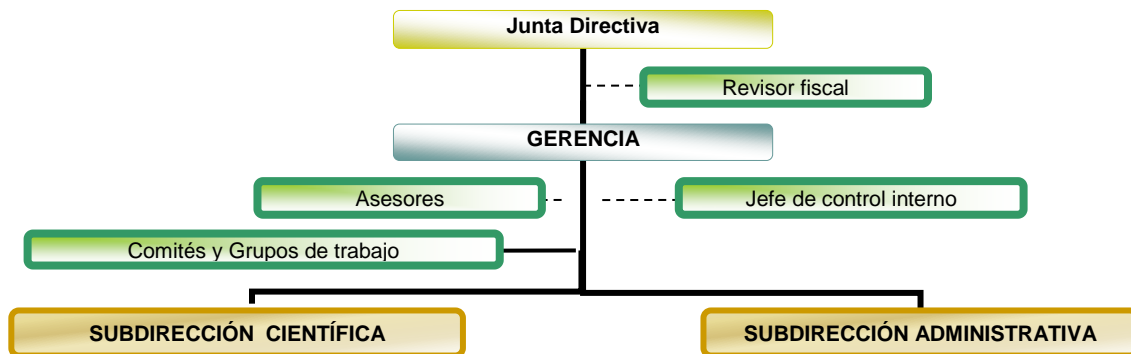 Junta Directiva
Revisor fiscal
GERENCIA
Asesores
Jefe de control interno
Comités y Grupos de trabajo
SUBDIRECCIÓN CIENTÍFICA
SUBDIRECCIÓN ADMINISTRATIVA